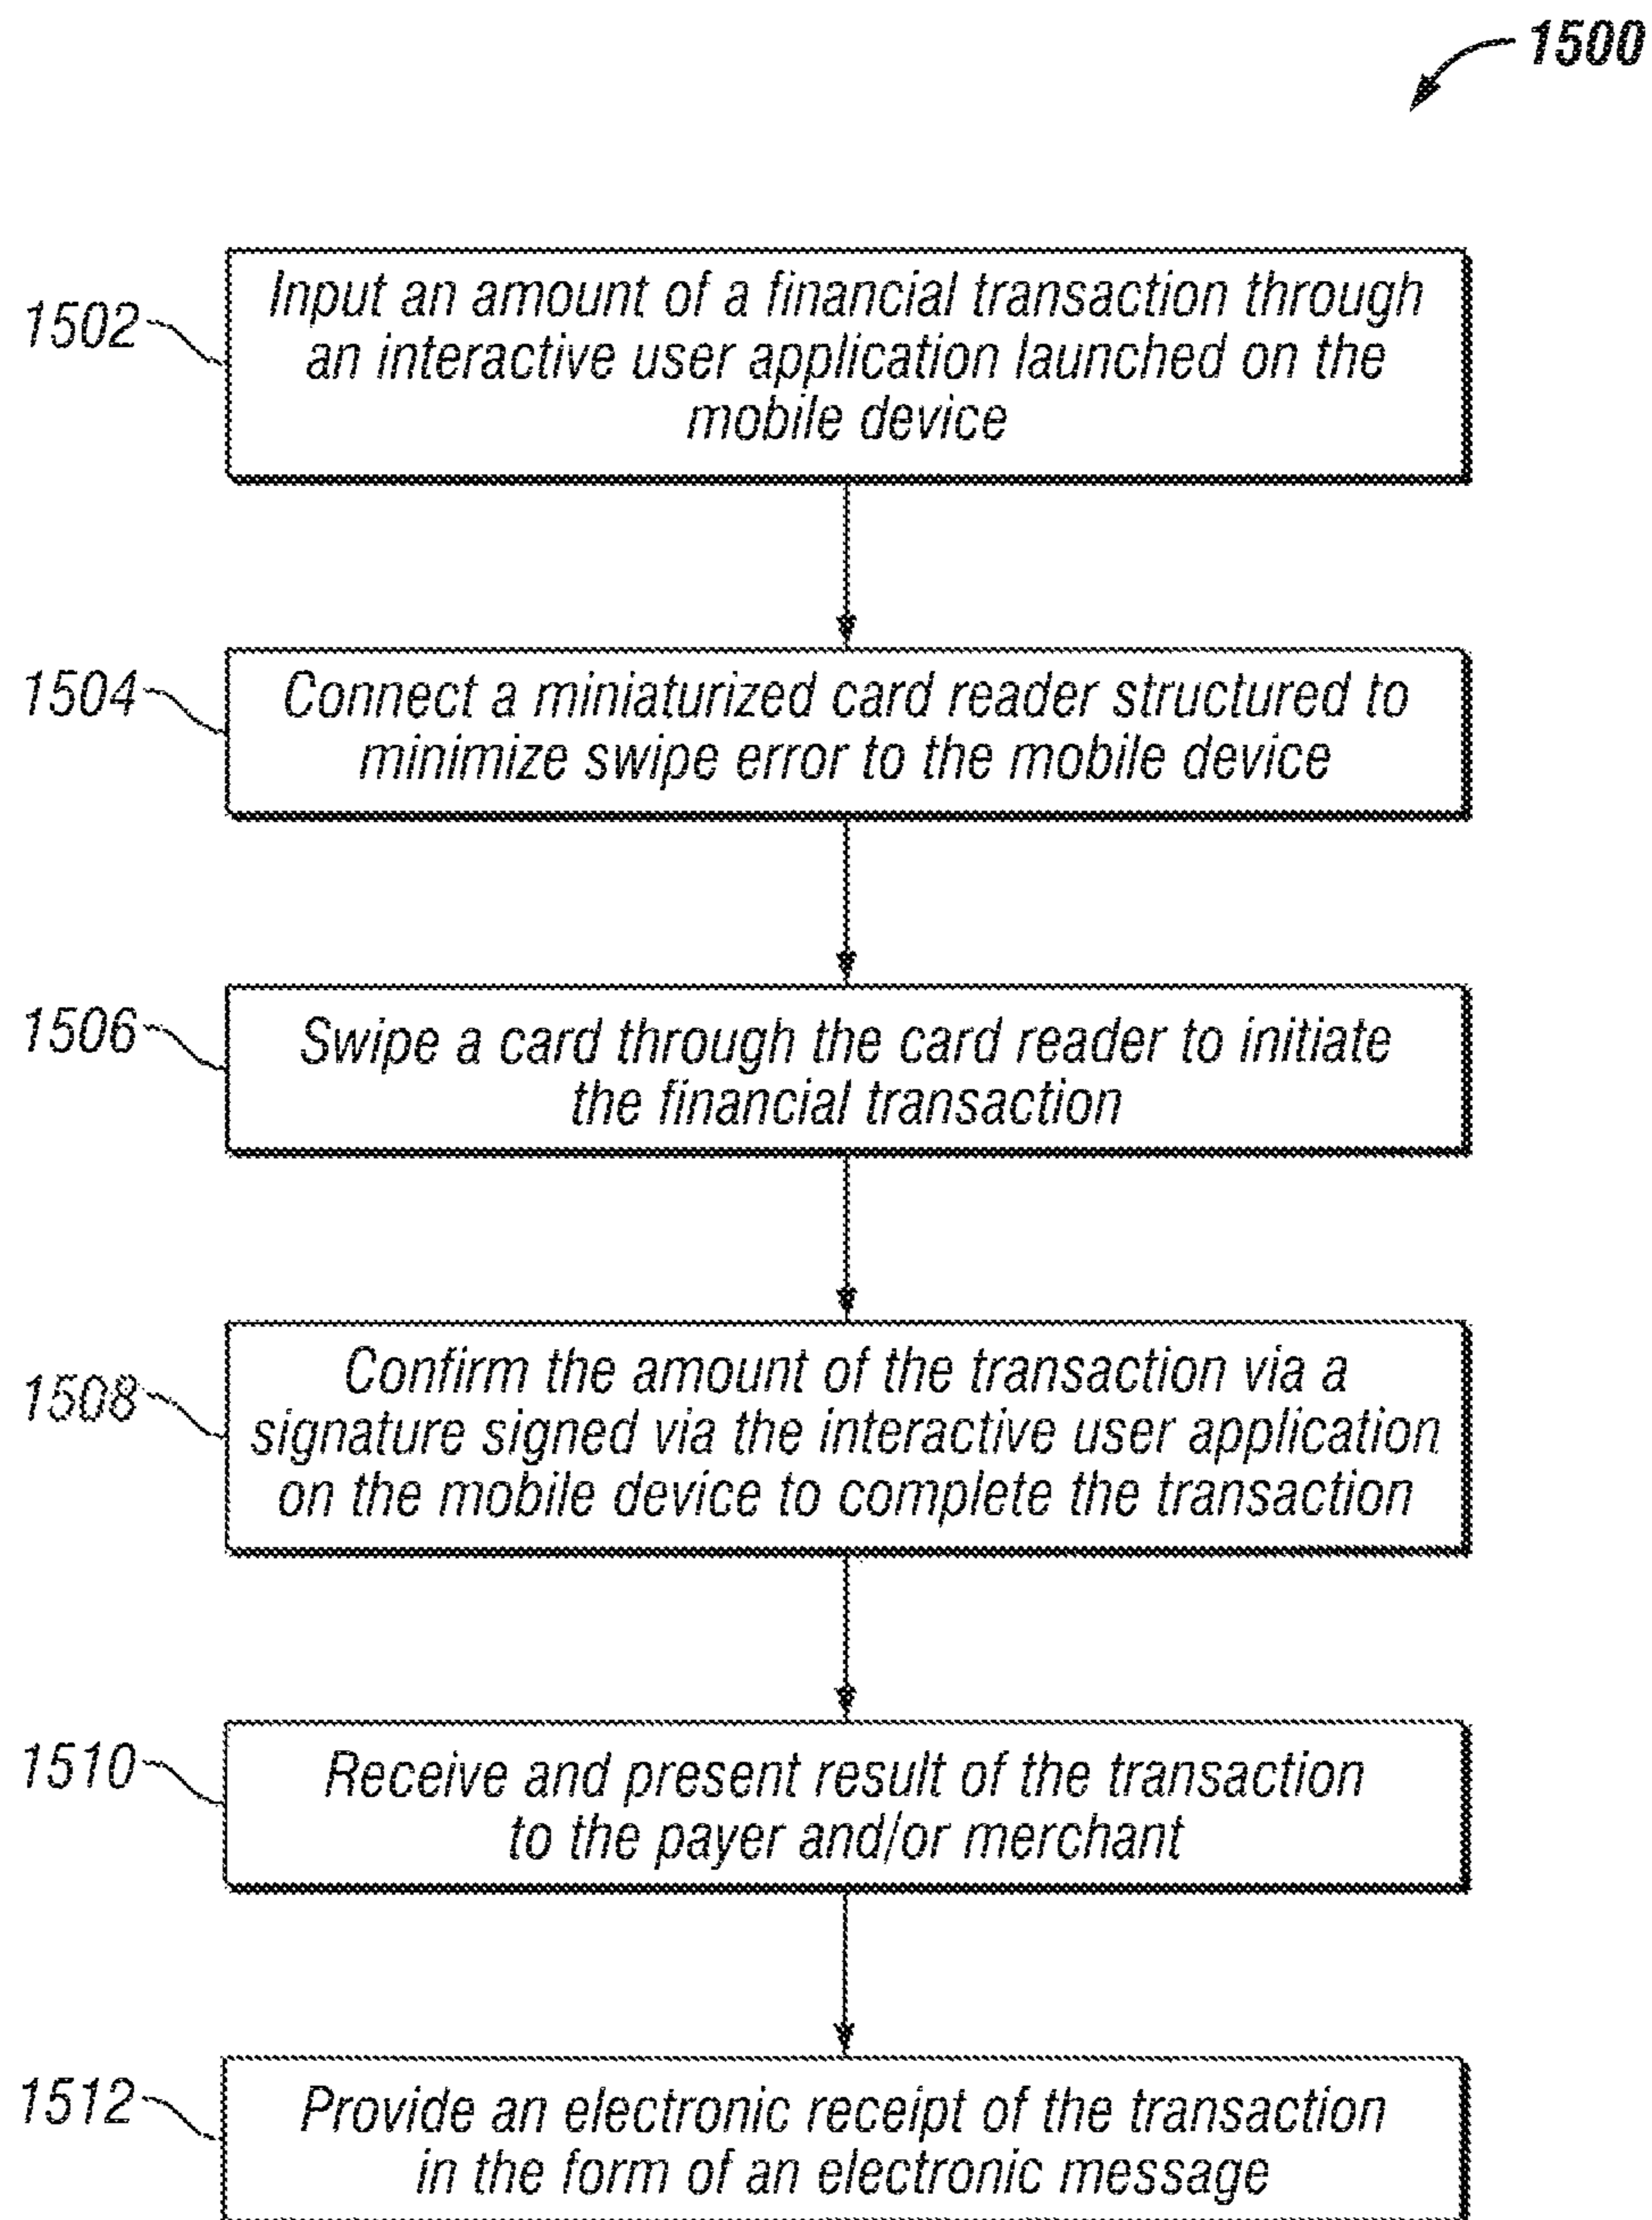 1500
1502
Input an amount of a financial transaction through
an interactive user application launched on the
mobile device
1504
Connect a miniaturized card reader structured to
minimize swipe error to the mobile device
1506
Swipe a card through the card reader to initiate
the financial transaction
1508
Confirm the amount of the transaction via a
signature signed via the interactive user application
on the mobile device to complete the transaction
1510
Receive and present result of the transaction
to the payer and/or merchant
1512
Provide an electronic receipt of the transaction
in the form of an electronic message